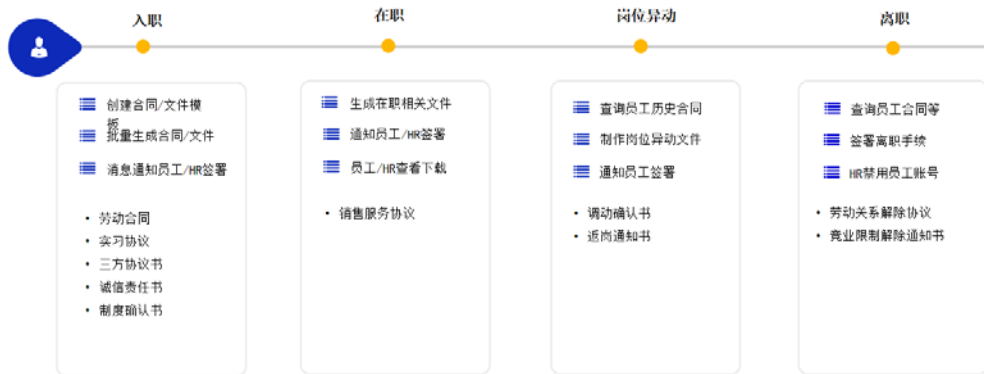 入职
创建合同/文件模
板
批量生成合同/文件
消息通知员工/HR签署
• 劳动合同
• 实习协议
• 三方协议书
• 诚信责任书
• 制度确认书
在职
生成在职相关文件
通知员工/HR签署
员工/HR查看下载
• 销售服务协议
岗位异动
查询员工历史合同
制作岗位异动文件
通知员工签署
• 调动确认书
• 返岗通知书
离职
查询员工合同等
签署离职手续
HR禁用员工账号
• 劳动关系解除协议
• 竞业限制解除通知书